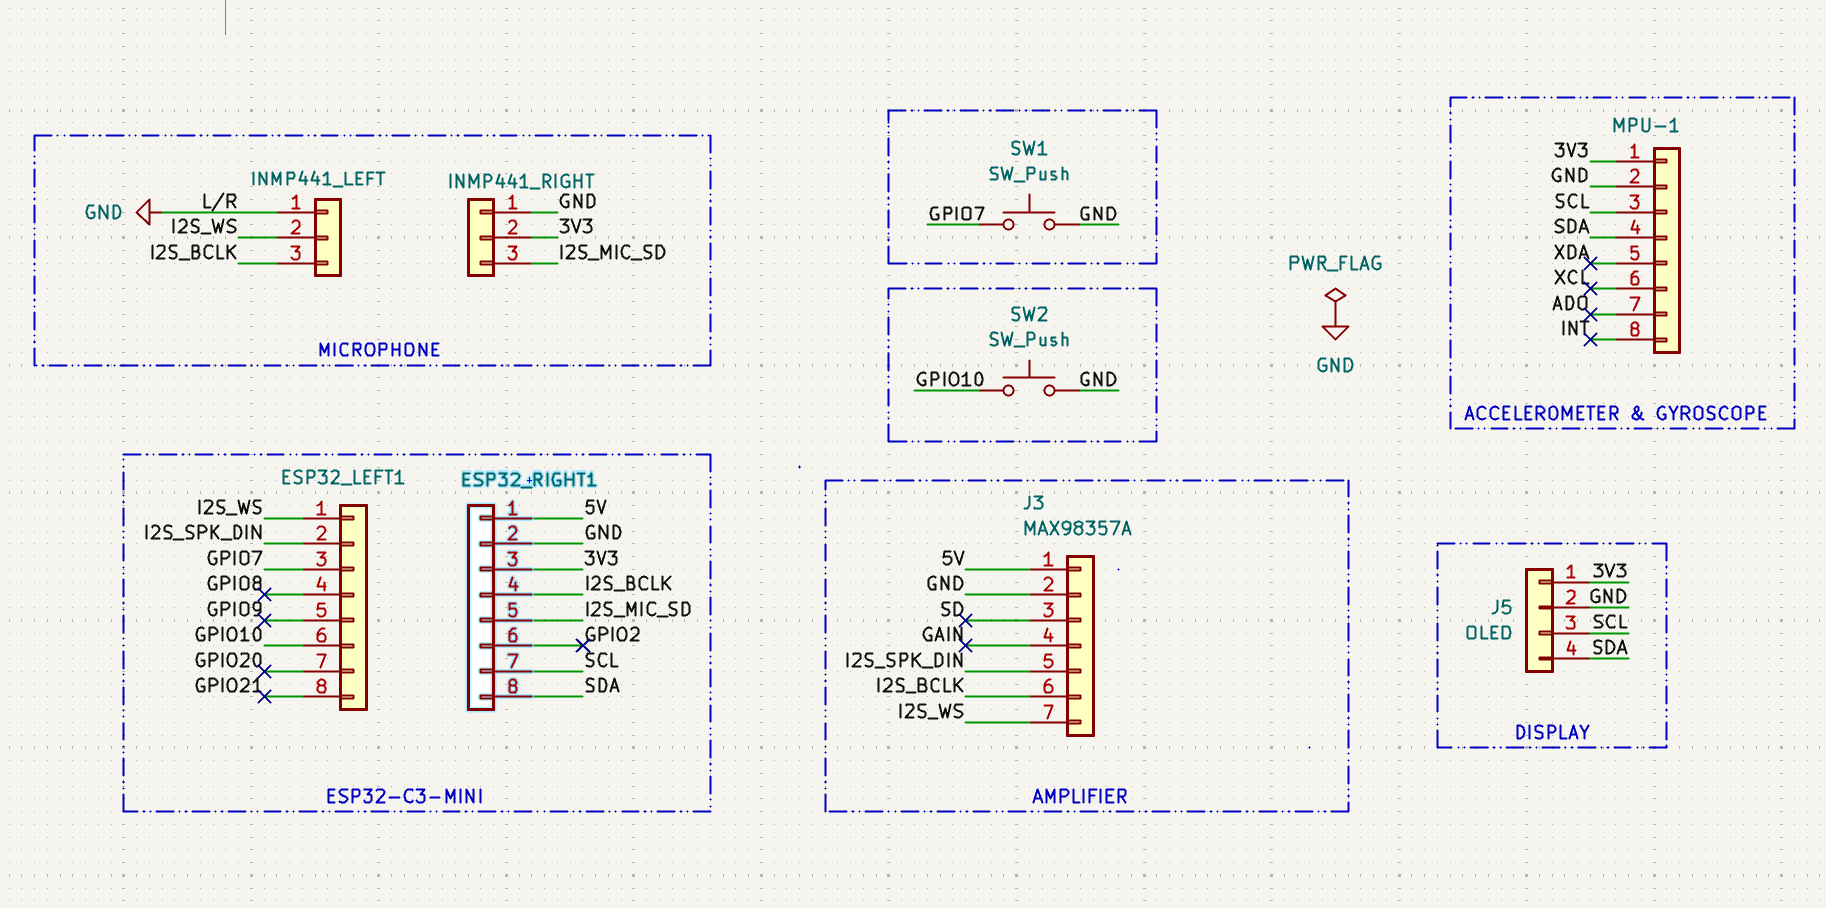 INMP441_LEFT
INMP441_RIGHT
GND
L/R 1
I2S_WS 2
I2S_BCLK 3
1 GND
2 3V3
3 I2S_MIC_SD
MICROPHONE
SW1
SW_Push
GPIO7 GND
SW2
SW_Push
GPIO10 GND
PWR_FLAG
GND
MPU-1
3V3 1
GND 2
SCL 3
SDA 4
XDA 5
XCL 6
ADO 7
INT 8
ACCELEROMETER & GYROSCOPE
ESP32_LEFT1
I2S_WS 1
I2S_SPK_DIN 2
GPIO7 3
GPIO8 4
GPIO9 5
GPIO10 6
GPIO20 7
GPIO21 8
ESP32_RIGHT1
1 5V
2 GND
3 3V3
4 I2S_BCLK
5 I2S_MIC_SD
6 GPIO2
7 SCL
8 SDA
ESP32-C3-MINI
J3
MAX98357A
5V 1
GND 2
SD 3
GAIN 4
I2S_SPK_DIN 5
I2S_BCLK 6
I2S_WS 7
AMPLIFIER
J5
OLED
1 3V3
2 GND
3 SCL
4 SDA
DISPLAY